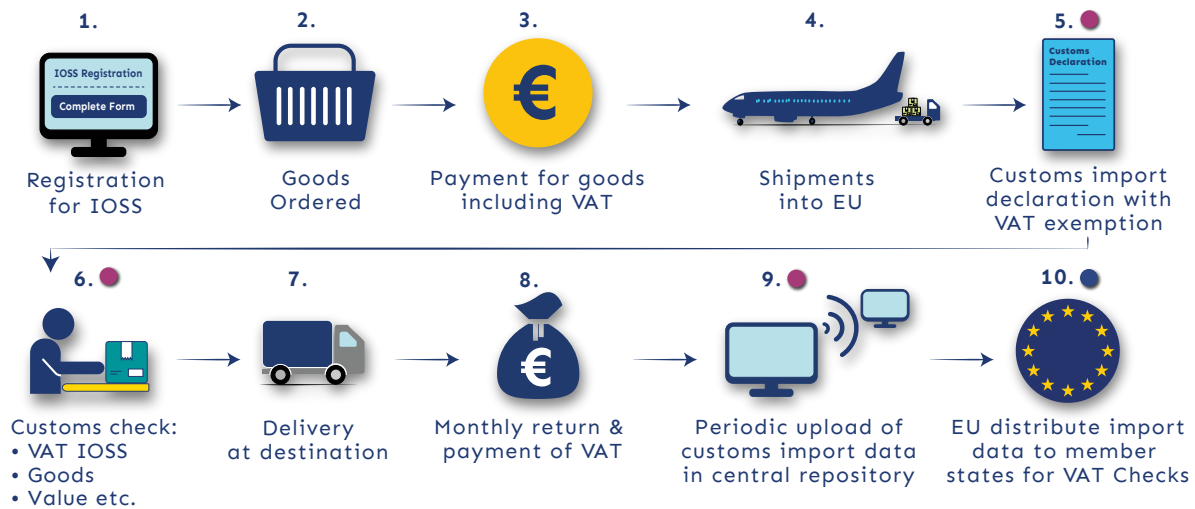 1.
IOSS Registration
Complete Form
Registration
for IOSS
2.
Goods
Ordered
3.
€
Payment for goods
including VAT
4.
Shipments
into EU
5.
Customs
Declaration
Customs import
declaration with
VAT exemption
6.
Customs check:
• VAT IOSS
• Goods
• Value etc.
7.
Delivery
at destination
8.
€
Monthly return &
payment of VAT
9.
Periodic upload of
customs import data
in central repository
10.
EU distribute import
data to member
states for VAT Checks